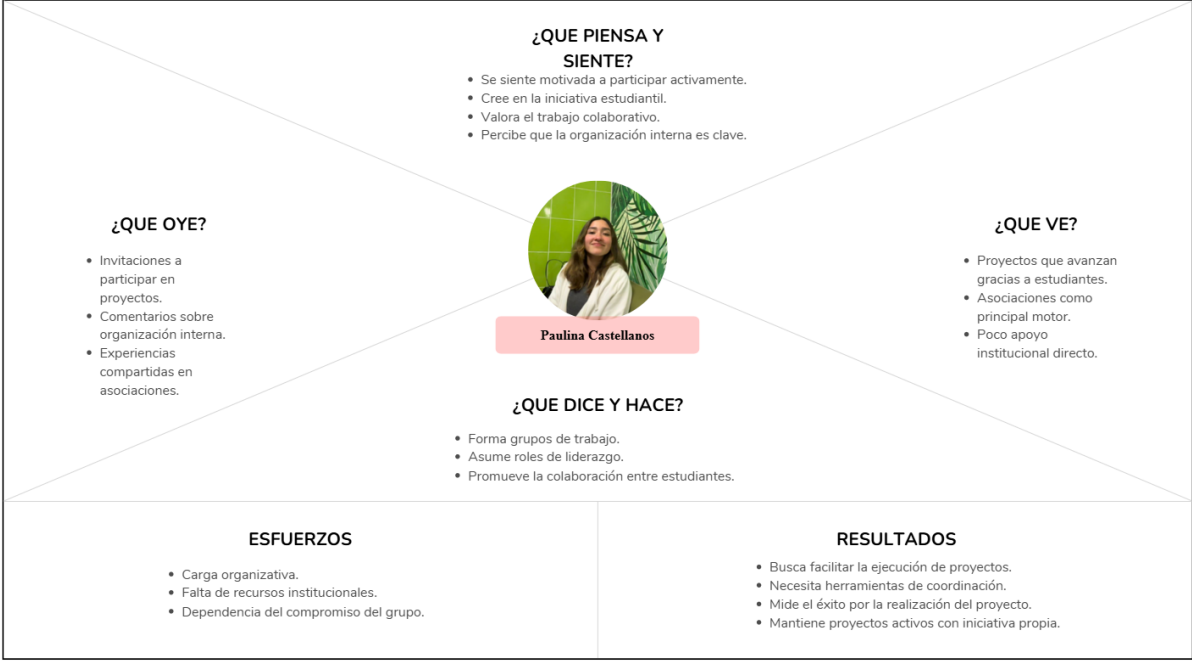 ¿QUE PIENSA Y
SIENTE?
• Se siente motivada a participar activamente.
• Cree en la iniciativa estudiantil.
• Valora el trabajo colaborativo.
• Percibe que la organización interna es clave.
¿QUE OYE?
• Invitaciones a
participar en
proyectos.
• Comentarios sobre
organización interna.
• Experiencias
compartidas en
asociaciones.
Paulina Castellanos
¿QUE VE?
• Proyectos que avanzan
gracias a estudiantes.
• Asociaciones como
principal motor.
• Poco apoyo
institucional directo.
¿QUE DICE Y HACE?
• Forma grupos de trabajo.
• Asume roles de liderazgo.
• Promueve la colaboración entre estudiantes.
ESFUERZOS
• Carga organizativa.
• Falta de recursos institucionales.
• Dependencia del compromiso del grupo.
RESULTADOS
• Busca facilitar la ejecución de proyectos.
• Necesita herramientas de coordinación.
• Mide el éxito por la realización del proyecto.
• Mantiene proyectos activos con iniciativa propia.